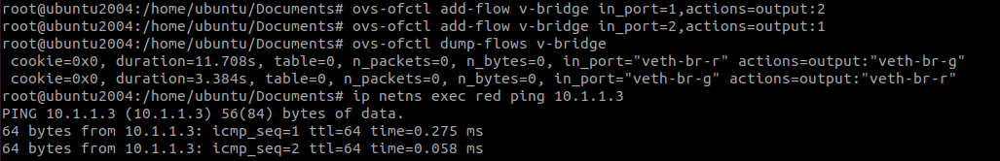 root@ubuntu2004:/home/ubuntu/Documents# ovs-ofctl add-flow v-bridge in_port=1,actions=output:2
root@ubuntu2004:/home/ubuntu/Documents# ovs-ofctl add-flow v-bridge in_port=2,actions=output:1
root@ubuntu2004:/home/ubuntu/Documents# ovs-ofctl dump-flows v-bridge
 cookie=0x0, duration=11.708s, table=0, n_packets=0, n_bytes=0, in_port="veth-br-r" actions=output:"veth-br-g"
 cookie=0x0, duration=3.384s, table=0, n_packets=0, n_bytes=0, in_port="veth-br-g" actions=output:"veth-br-r"
root@ubuntu2004:/home/ubuntu/Documents# ip netns exec red ping 10.1.1.3
PING 10.1.1.3 (10.1.1.3) 56(84) bytes of data.
64 bytes from 10.1.1.3: icmp_seq=1 ttl=64 time=0.275 ms
64 bytes from 10.1.1.3: icmp_seq=2 ttl=64 time=0.058 ms